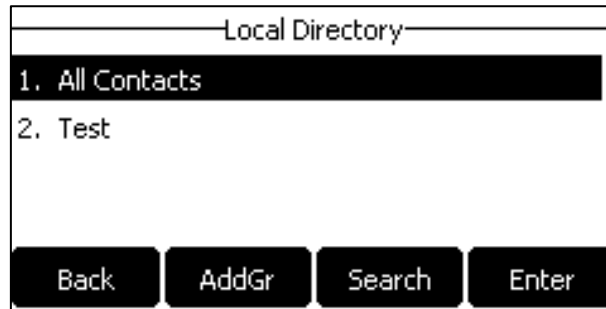 Local Directory
1. All Contacts
2. Test
Back AddGr Search Enter